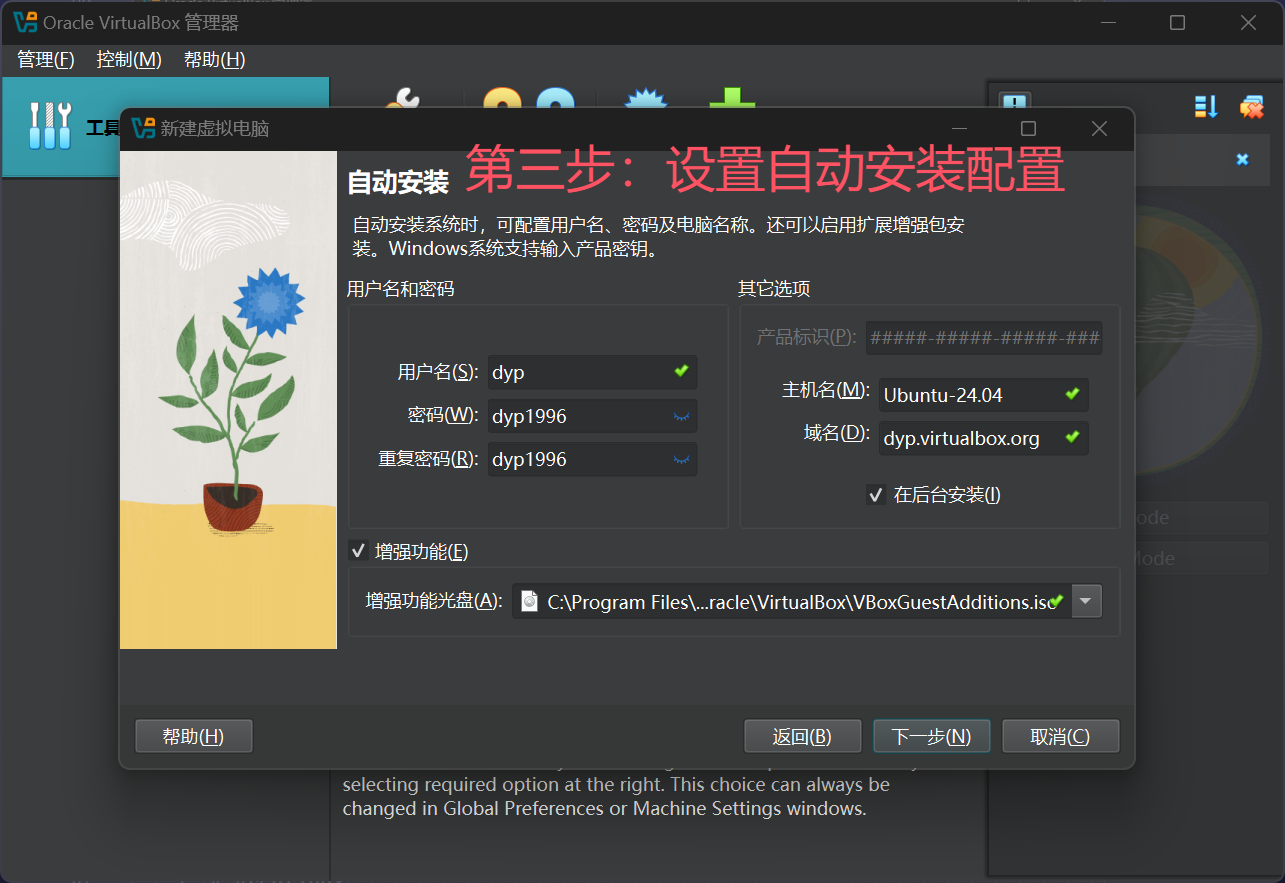 Oracle VirtualBox 管理器
管理(F) 控制(M) 帮助(H)
工具
新建虚拟电脑
第三步：设置自动安装配置
自动安装
自动安装系统时，可配置用户名、密码及电脑名称。还可以启用扩展增强包安
装。Windows系统支持输入产品密钥。
用户名和密码
其它选项
产品标识(P): #####-#####-#####-###
用户名(S): dyp
主机名(M): Ubuntu-24.04
密码(W): dyp1996
域名(D): dyp.virtualbox.org
重复密码(R): dyp1996
在后台安装(I)
增强功能(E)
增强功能光盘(A): C:\Program Files\...racle\VirtualBox\VBoxGuestAdditions.iso
帮助(H) 返回(B) 下一步(N) 取消(C)
selecting required option at the right. This choice can always be
changed in Global Preferences or Machine Settings windows.